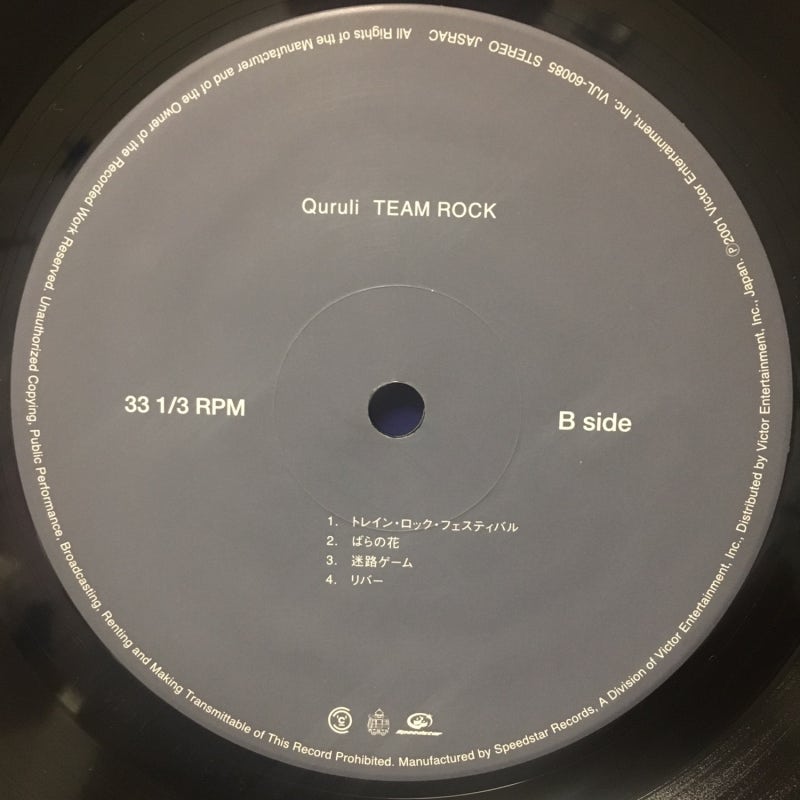 Quruli TEAM ROCK
33 1/3 RPM
B side
1. トレイン・ロック・フェスティバル
2. ばらの花
3. 迷路ゲーム
4. リバー
All Rights of the Manufacturer and of the Owner of the Recorded Work Reserved. Unauthorized Copying, Public Performance, Broadcasting, Renting and Making Transmittable of This Record Prohibited. Manufactured by Speedstar Records, A Division of Victor Entertainment, Inc., Distributed by Victor Entertainment, Inc., Japan. ℗2001 Victor Entertainment, Inc. VIJL-60085 STEREO JASRAC
Speedstar